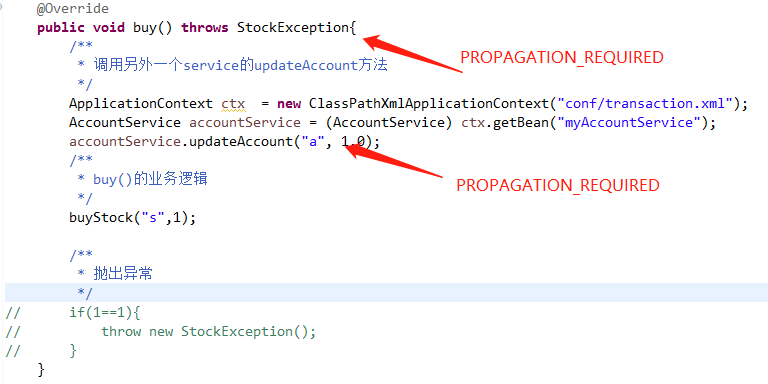 @Override
public void buy() throws StockException{
PROPAGATION_REQUIRED
/**
* 调用另外一个service的updateAccount方法
*/
ApplicationContext ctx  = new ClassPathXmlApplicationContext("conf/transaction.xml");
AccountService accountService = (AccountService) ctx.getBean("myAccountService");
accountService.updateAccount("a", 1.0);
/**
* buy()的业务逻辑
PROPAGATION_REQUIRED
*/
buyStock("s",1);
/**
* 抛出异常
*/
//      if(1==1){
//          throw new StockException();
//      }
}